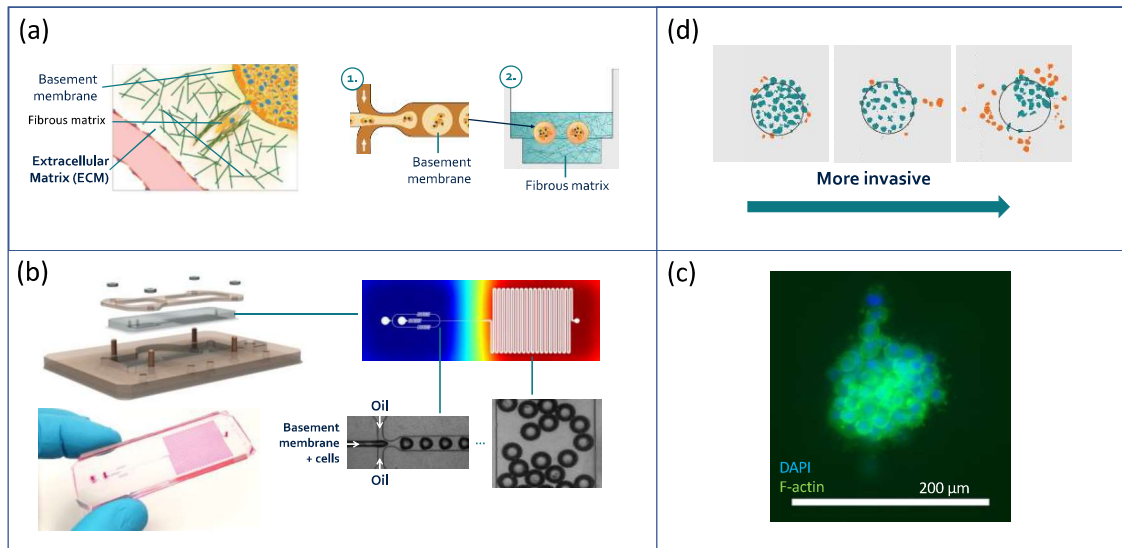 (a)
Basement
membrane
Fibrous matrix
Extracellular
Matrix (ECM)
1.
2.
Basement
membrane
Fibrous matrix
(d)
More invasive
(b)
Oil
Basement
membrane
+ cells
...
Oil
(c)
DAPI
F-actin
200 μm